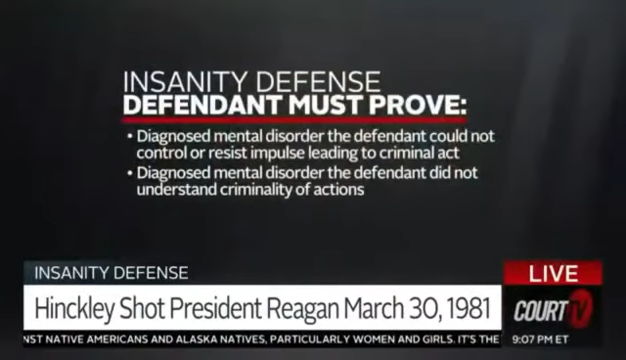 INSANITY DEFENSE
DEFENDANT MUST PROVE:
• Diagnosed mental disorder the defendant could not
control or resist impulse leading to criminal act
• Diagnosed mental disorder the defendant did not
understand criminality of actions
INSANITY DEFENSE
LIVE
Hinckley Shot President Reagan March 30, 1981
COURT TV
NST NATIVE AMERICANS AND ALASKA NATIVES, PARTICULARLY WOMEN AND GIRLS. IT'S THE
9:07 PM ET